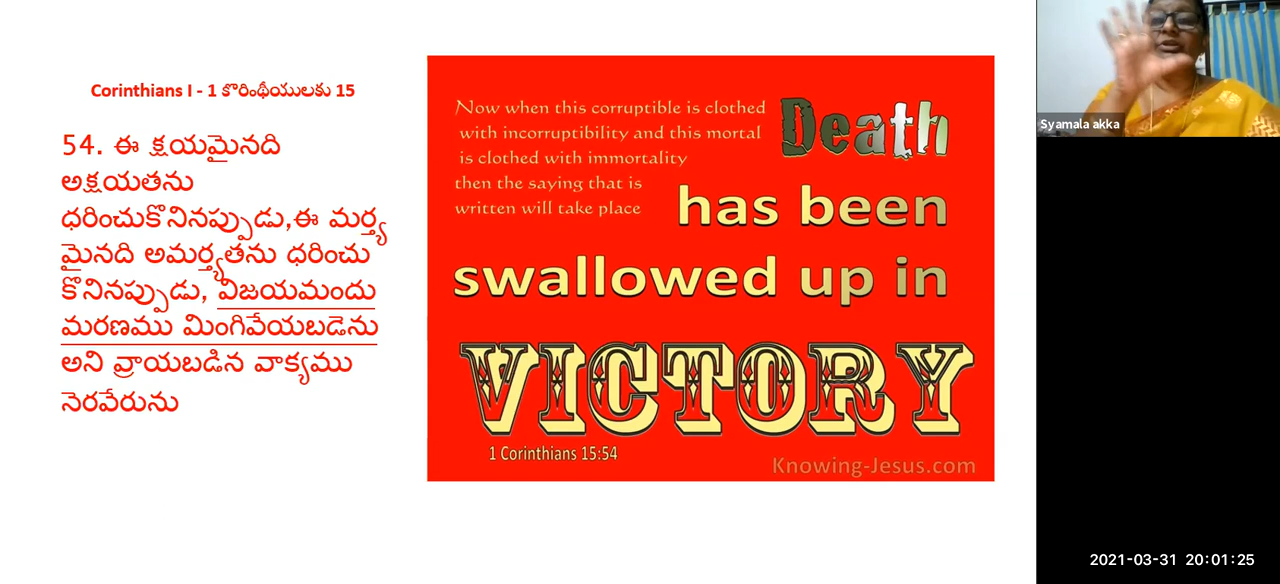 Corinthians I - 1 కొరింథీయులకు 15
54. ఈ క్షయమైనది
అక్షయతను
ధరించుకొనినప్పుడు,ఈ మర్త్య
మైనది అమర్త్యతను ధరించు
కొనినప్పుడు, విజయమందు
మరణము మింగివేయబడెను
అని వ్రాయబడిన వాక్యము
నెరవేరును
Now when this corruptible is clothed
with incorruptibility and this mortal
is clothed with immortality
then the saying that is
written will take place
Death
has been
swallowed up in
VICTORY
1 Corinthians 15:54
Knowing-Jesus.com
Syamala akka
2021-03-31 20:01:25